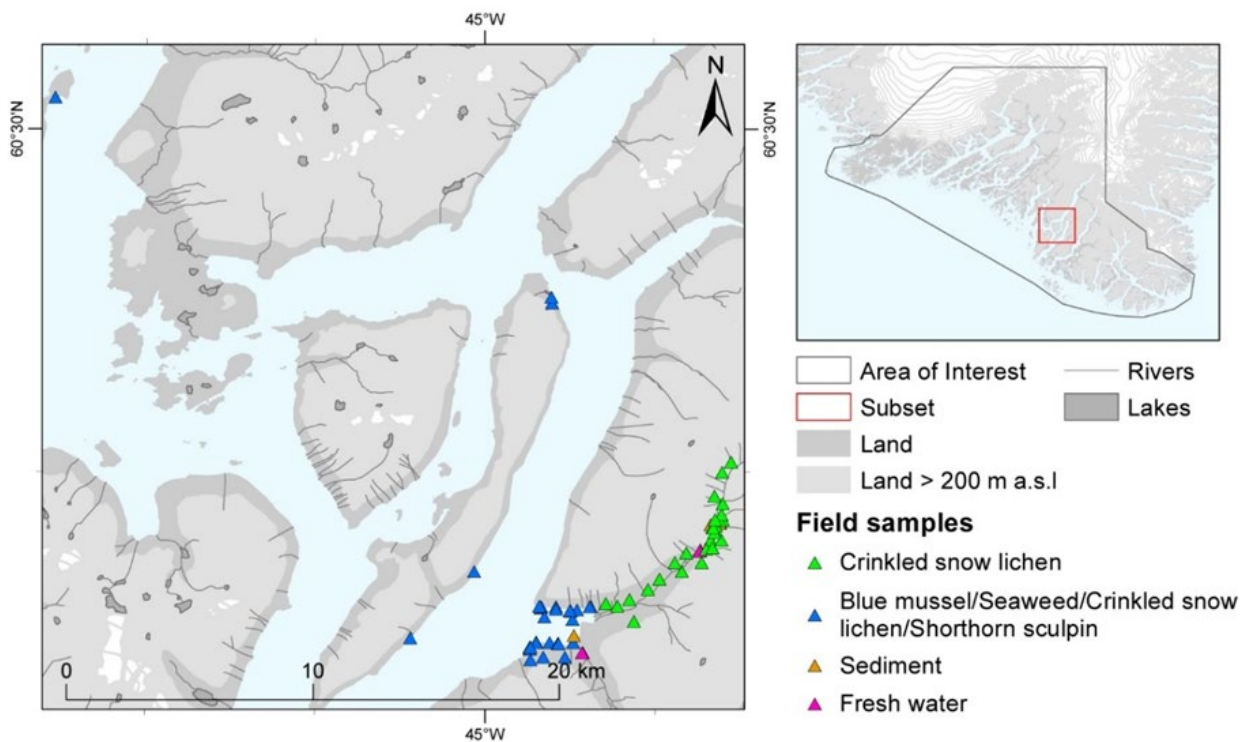 45°W
60°30'N
N
60°30'N
0
10
20 km
45°W
Area of Interest
Rivers
Subset
Lakes
Land
Land > 200 m a.s.l
Field samples
Crinkled snow lichen
Blue mussel/Seaweed/Crinkled snow
lichen/Shorthorn sculpin
Sediment
Fresh water